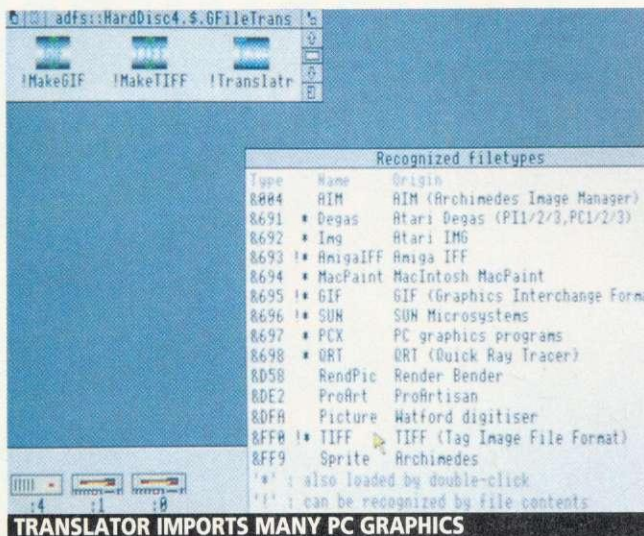 adfs::HardDisc4.$.GFileTrans
!MakeGIF !MakeTIFF !Translatr
Recognized filetypes
Type Name Origin
&004 AIM AIM (Archimedes Image Manager)
&691 * Degas Atari Degas (PI1/2/3,PC1/2/3)
&692 * Img Atari IMG
&693 !* AmigaIFF Amiga IFF
&694 * MacPaint MacIntosh MacPaint
&695 !* GIF GIF (Graphics Interchange Forma
&696 !* SUN SUN Microsystems
&697 * PCX PC graphics programs
&698 * QRT QRT (Quick Ray Tracer)
&D58 RendPic Render Bender
&DE2 ProArt ProArtisan
&DFA Picture Watford digitiser
&FF0 !* TIFF TIFF (Tag Image File Format)
&FF9 Sprite Archimedes
'*' : also loaded by double-click
'!' : can be recognized by file contents
:4 :1 :0
TRANSLATOR IMPORTS MANY PC GRAPHICS